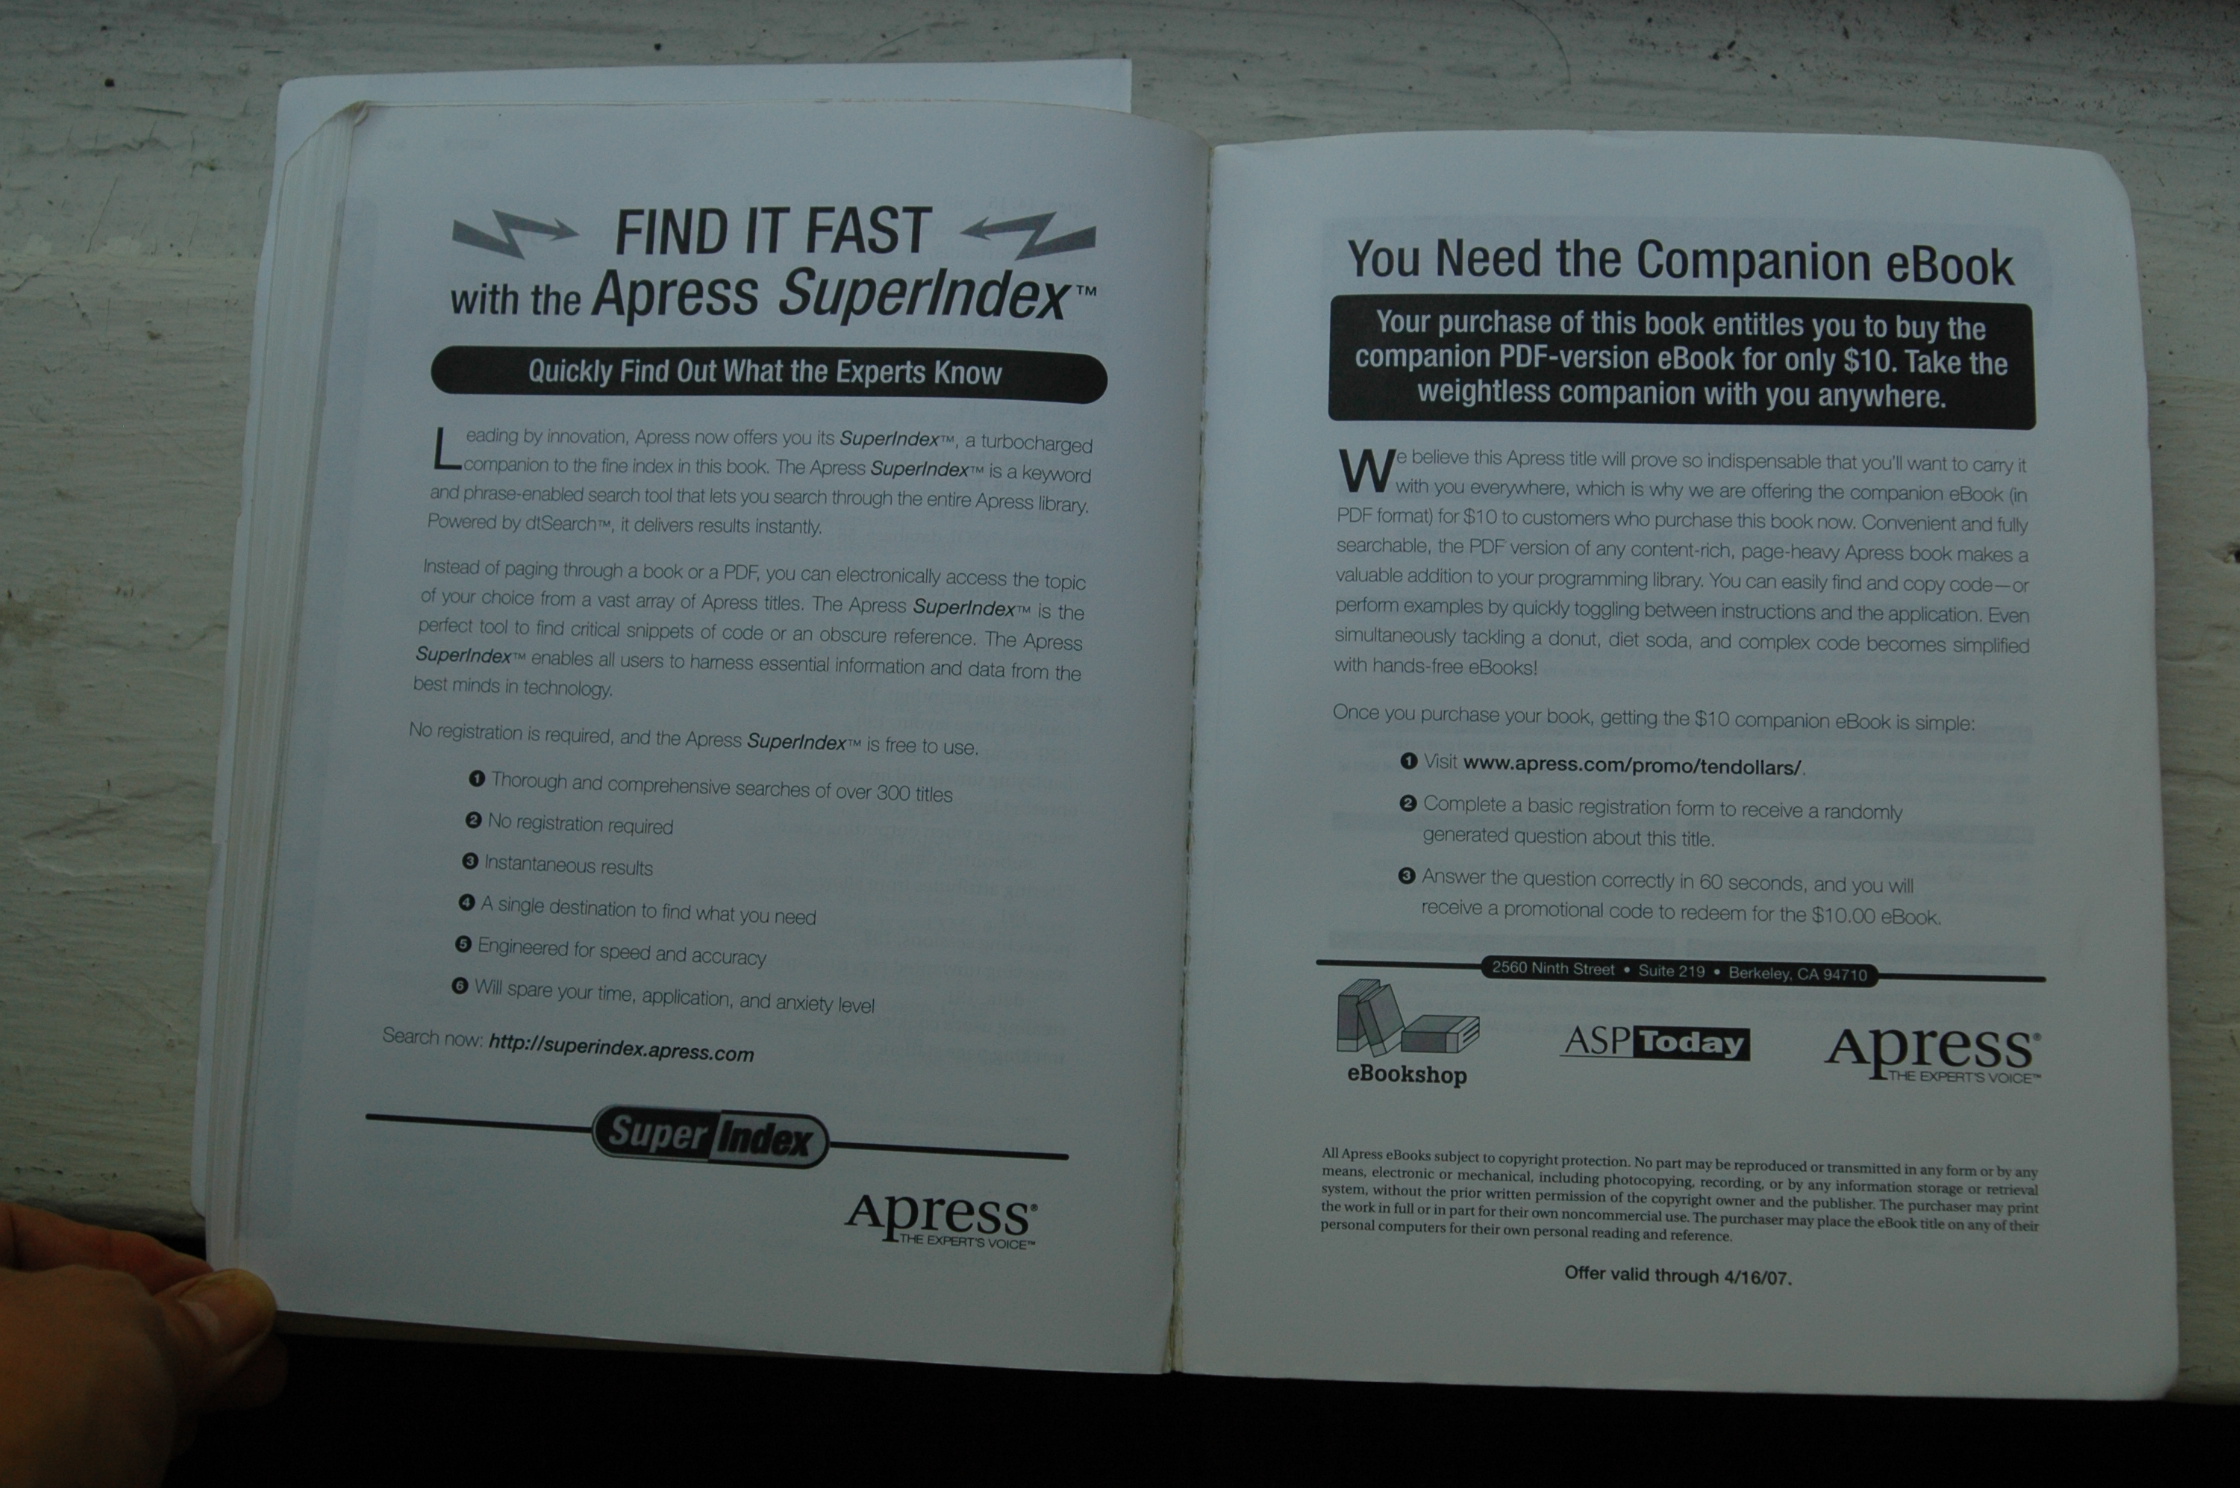 FIND IT FAST
with the Apress SuperIndex™
Quickly Find Out What the Experts Know
Leading by innovation, Apress now offers you its SuperIndex™, a turbocharged
companion to the fine index in this book. The Apress SuperIndex™ is a keyword
and phrase-enabled search tool that lets you search through the entire Apress library.
Powered by dtSearch™, it delivers results instantly.
Instead of paging through a book or a PDF, you can electronically access the topic
of your choice from a vast array of Apress titles. The Apress SuperIndex™ is the
perfect tool to find critical snippets of code or an obscure reference. The Apress
SuperIndex™ enables all users to harness essential information and data from the
best minds in technology.
No registration is required, and the Apress SuperIndex™ is free to use.
❶ Thorough and comprehensive searches of over 300 titles
❷ No registration required
❸ Instantaneous results
❹ A single destination to find what you need
❺ Engineered for speed and accuracy
❻ Will spare your time, application, and anxiety level
Search now: http://superindex.apress.com
Super Index
Apress®
THE EXPERT'S VOICE™
You Need the Companion eBook
Your purchase of this book entitles you to buy the
companion PDF-version eBook for only $10. Take the
weightless companion with you anywhere.
We believe this Apress title will prove so indispensable that you'll want to carry it
with you everywhere, which is why we are offering the companion eBook (in
PDF format) for $10 to customers who purchase this book now. Convenient and fully
searchable, the PDF version of any content-rich, page-heavy Apress book makes a
valuable addition to your programming library. You can easily find and copy code—or
perform examples by quickly toggling between instructions and the application. Even
simultaneously tackling a donut, diet soda, and complex code becomes simplified
with hands-free eBooks!
Once you purchase your book, getting the $10 companion eBook is simple:
❶ Visit www.apress.com/promo/tendollars/.
❷ Complete a basic registration form to receive a randomly
generated question about this title.
❸ Answer the question correctly in 60 seconds, and you will
receive a promotional code to redeem for the $10.00 eBook.
2560 Ninth Street • Suite 219 • Berkeley, CA 94710
eBookshop
ASP Today
Apress®
THE EXPERT'S VOICE™
All Apress eBooks subject to copyright protection. No part may be reproduced or transmitted in any form or by any
means, electronic or mechanical, including photocopying, recording, or by any information storage or retrieval
system, without the prior written permission of the copyright owner and the publisher. The purchaser may print
the work in full or in part for their own noncommercial use. The purchaser may place the eBook title on any of their
personal computers for their own personal reading and reference.
Offer valid through 4/16/07.